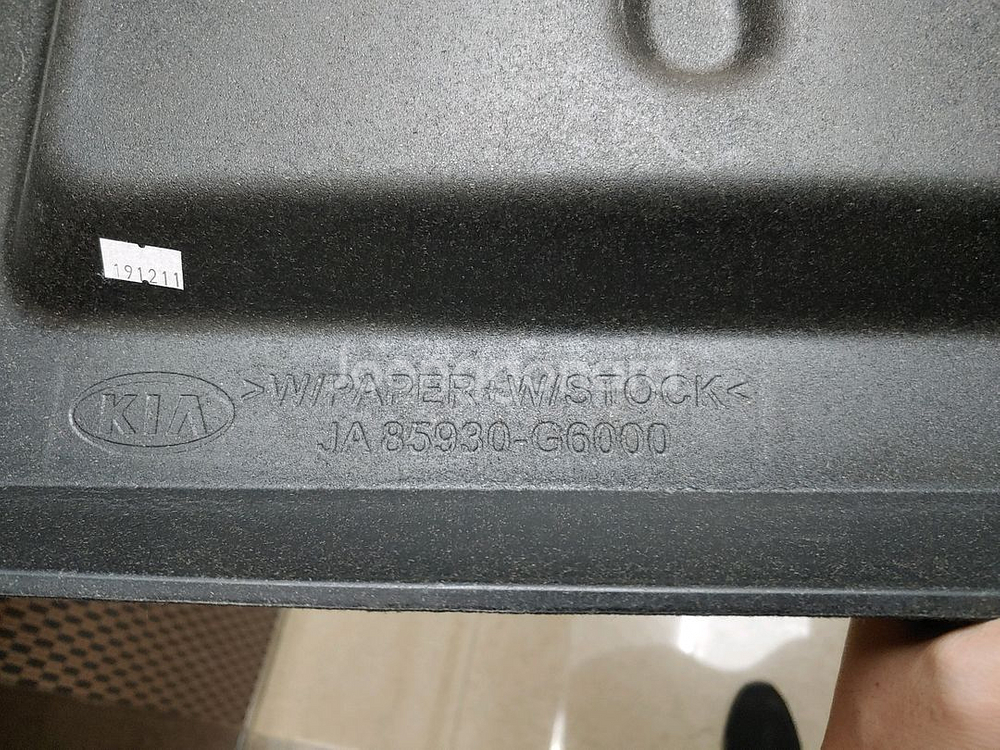 191211
KIA
>W/PAPER+W/STOCK<
JA 85930-G6000